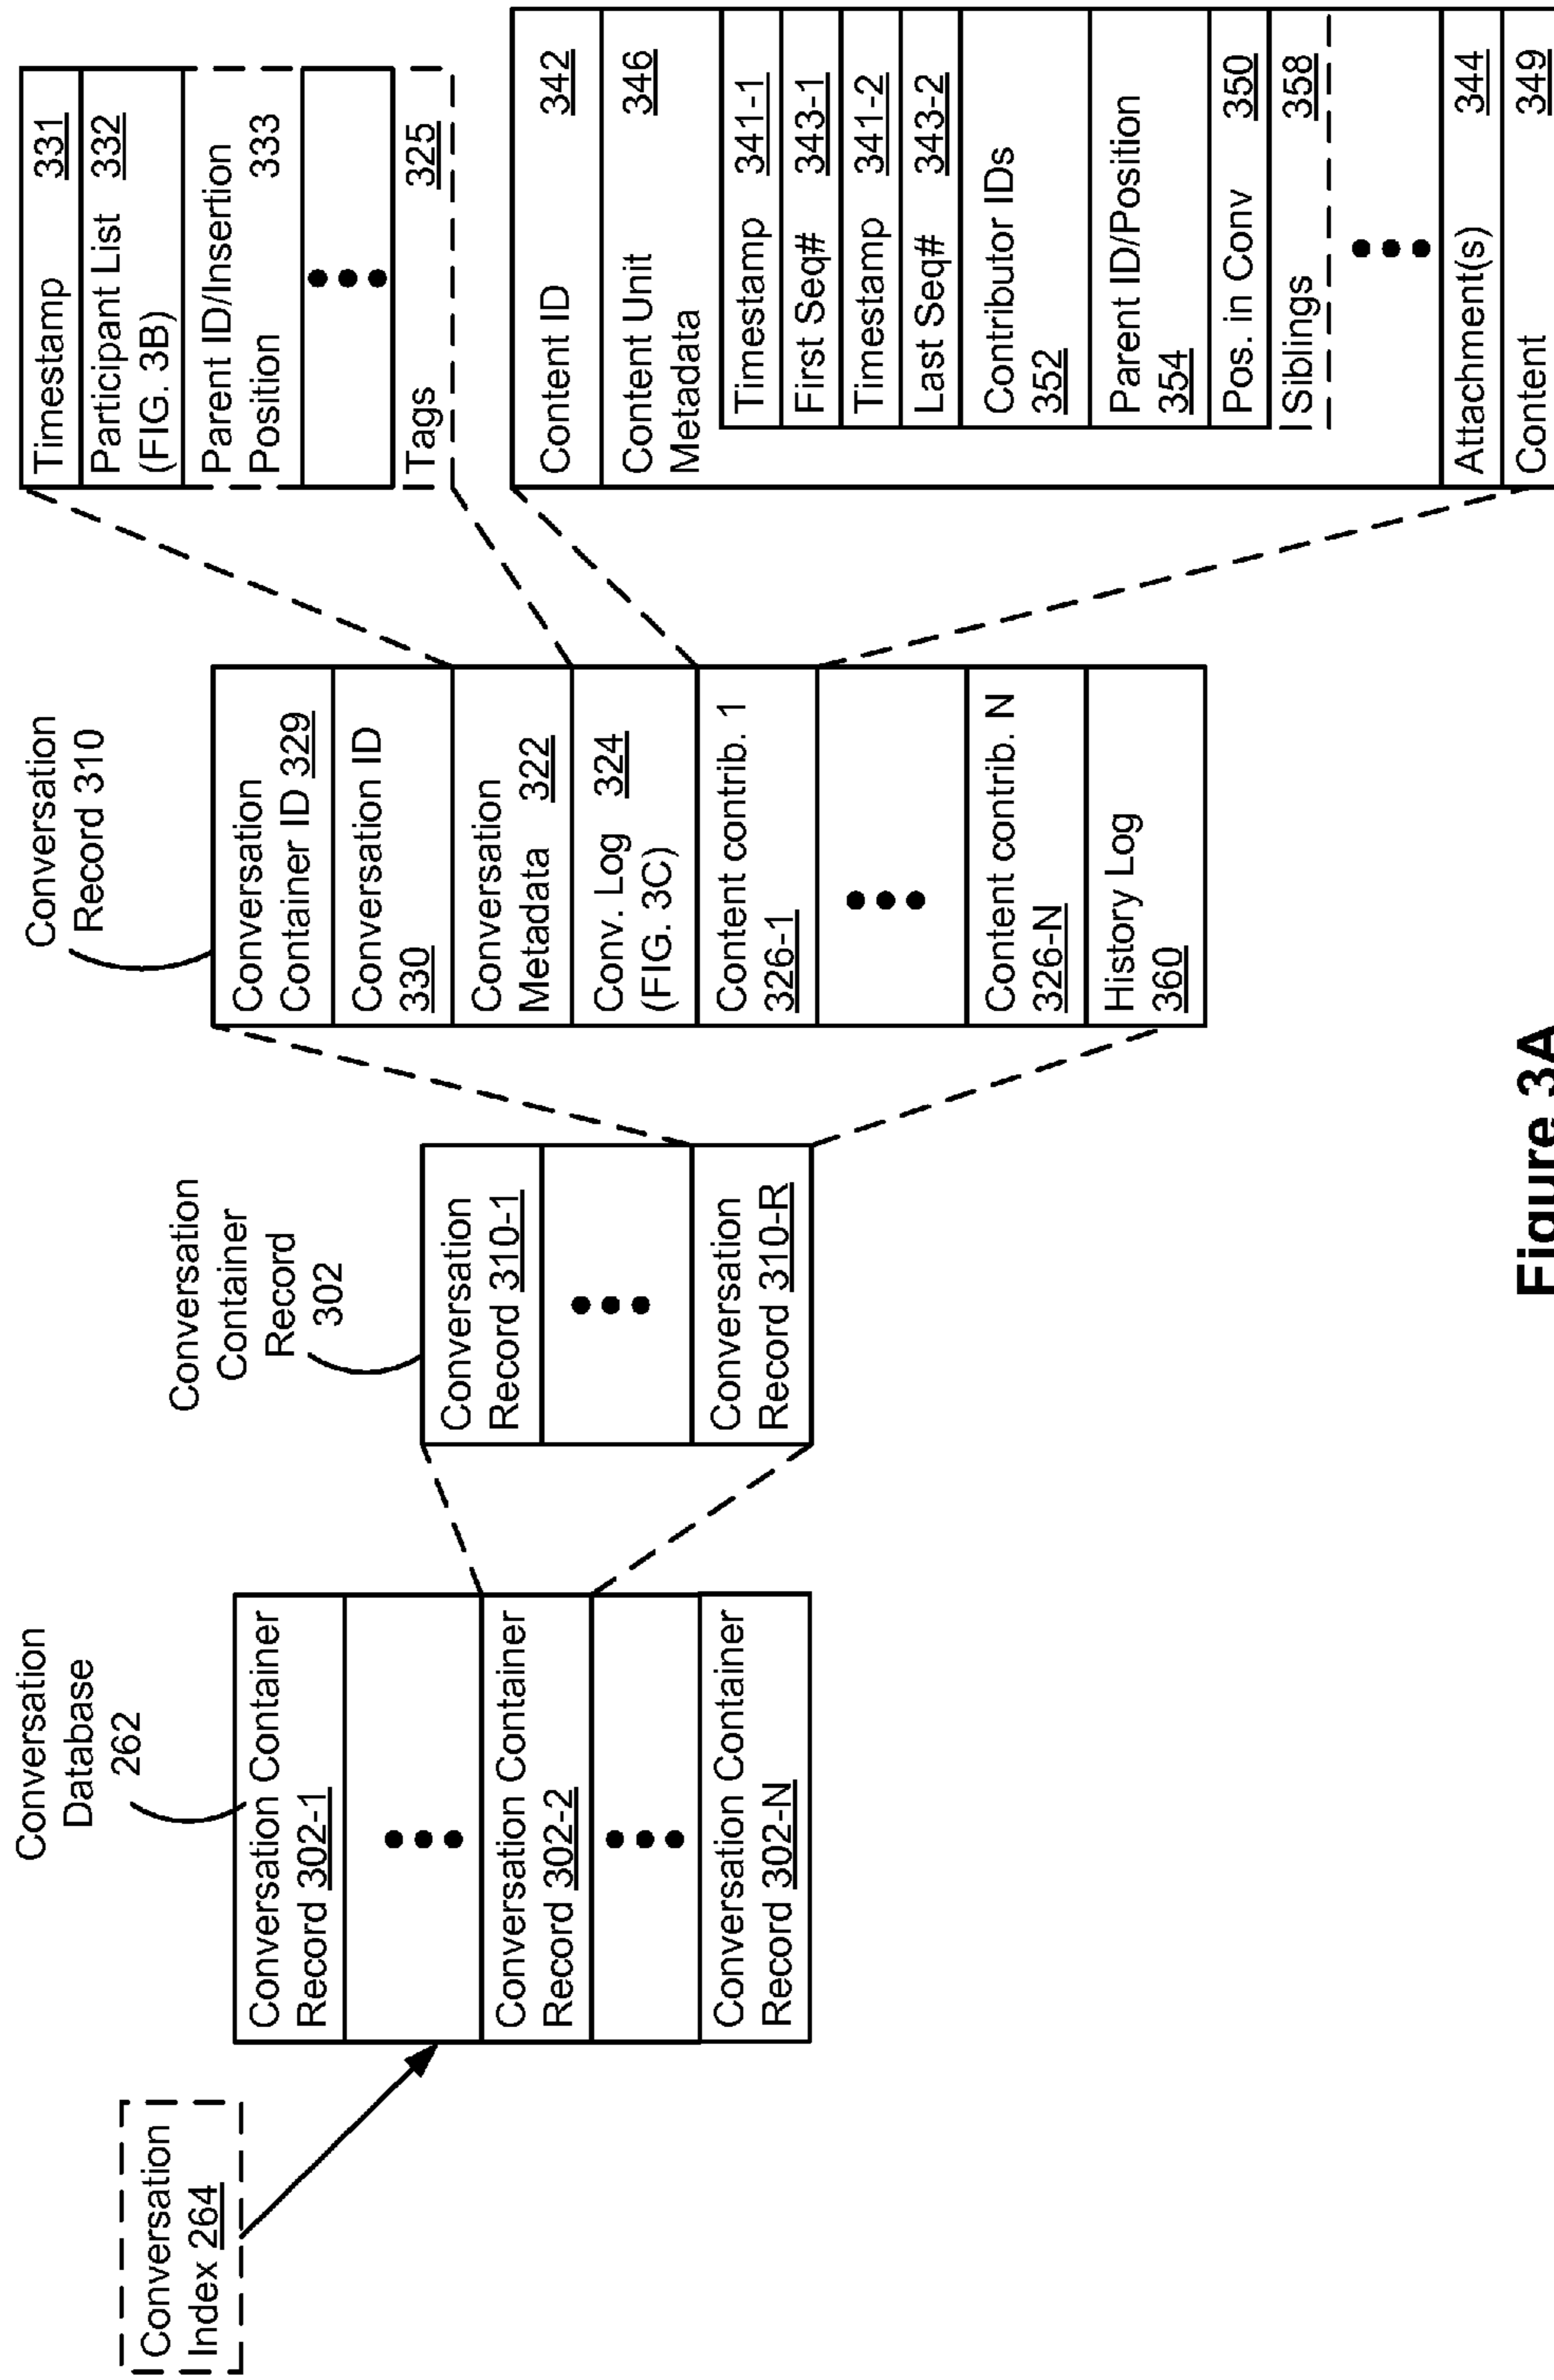 Conversation
Index 264
Conversation
Database
262
Conversation Container
Record 302-1
Conversation Container
Record 302-2
Conversation Container
Record 302-N
Conversation
Container
Record
302
Conversation
Record 310-1
Conversation
Record 310-R
Conversation
Record 310
Conversation
Container ID 329
Conversation ID
330
Conversation
Metadata 322
Conv. Log 324
(FIG. 3C)
Content contrib. 1
326-1
Content contrib. N
326-N
History Log
360
Timestamp 331
Participant List 332
(FIG. 3B)
Parent ID/Insertion
Position 333
Tags 325
Content ID 342
Content Unit 346
Metadata
Timestamp 341-1
First Seq# 343-1
Timestamp 341-2
Last Seq# 343-2
Contributor IDs
352
Parent ID/Position
354
Pos. in Conv 350
Siblings 358
Attachment(s) 344
Content 349
Figure 3A